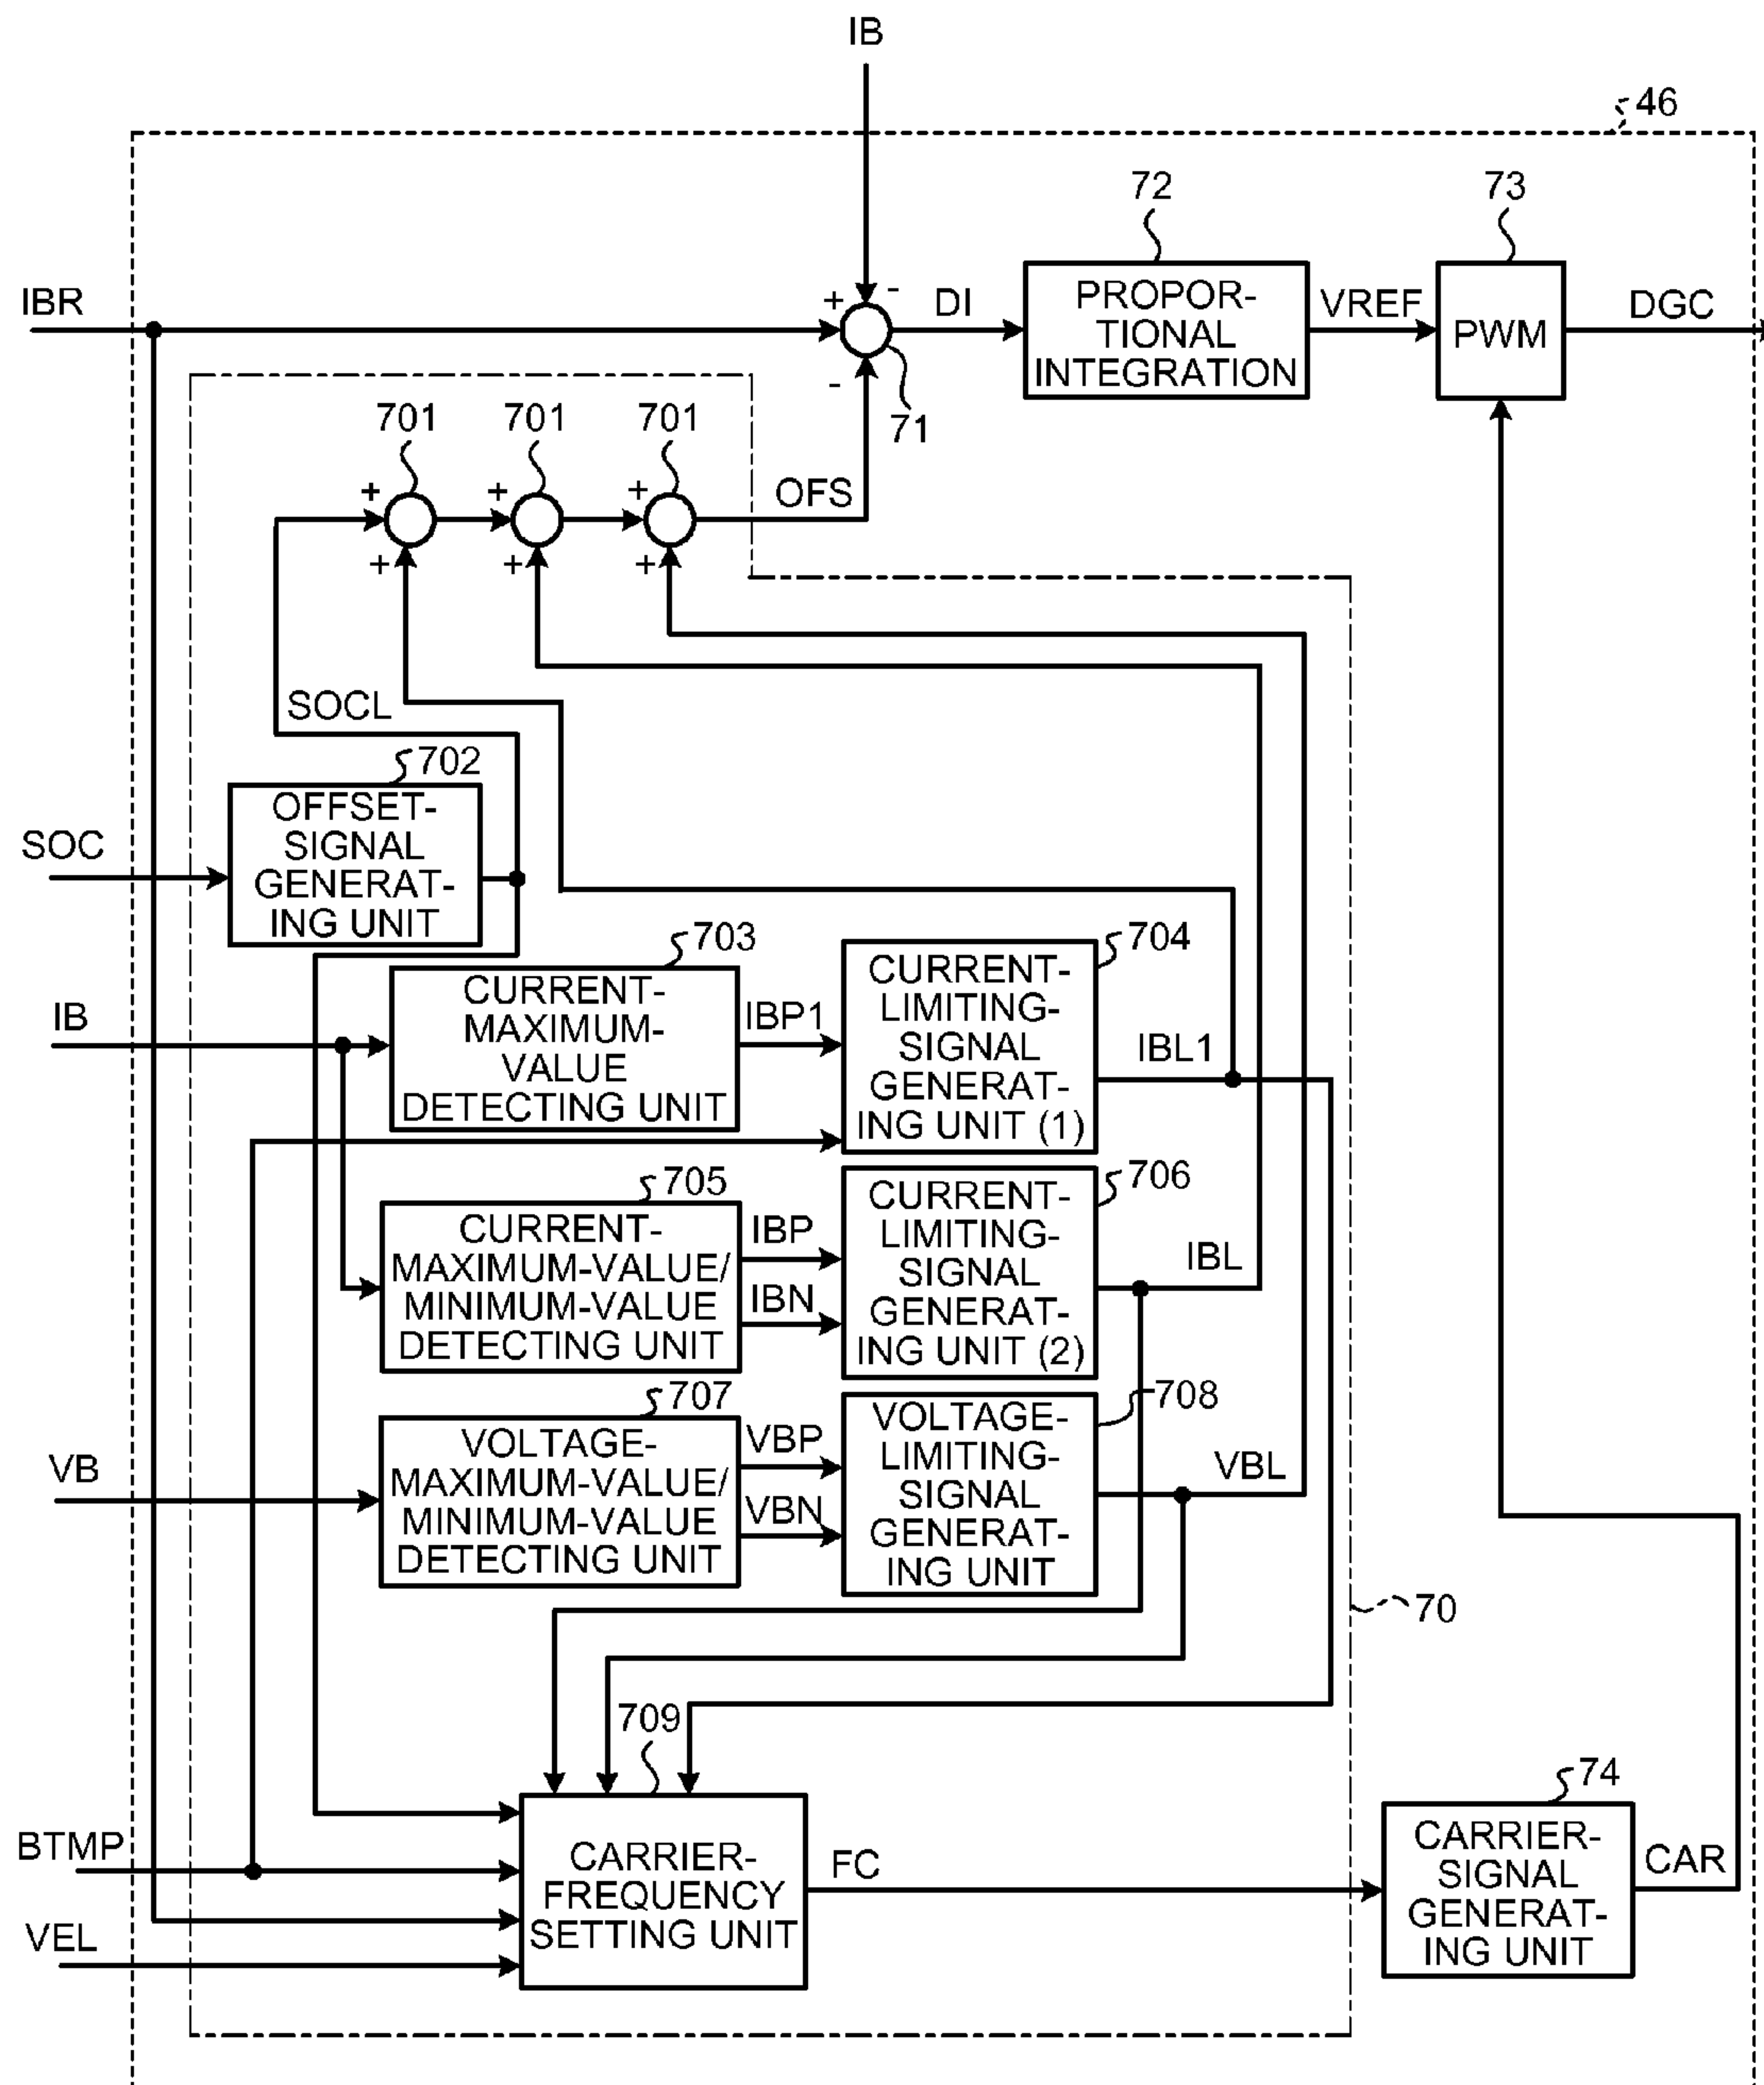 IB
46
72
73
IBR
+
-
DI
PROPOR-
TIONAL
INTEGRATION
VREF
PWM
DGC
-
71
701
701
701
+
+
+
OFS
+
+
+
SOCL
702
SOC
OFFSET-
SIGNAL
GENERAT-
ING UNIT
703
704
IB
CURRENT-
MAXIMUM-
VALUE
DETECTING UNIT
IBP1
CURRENT-
LIMITING-
SIGNAL
GENERAT-
ING UNIT (1)
IBL1
705
706
CURRENT-
MAXIMUM-VALUE/
MINIMUM-VALUE
DETECTING UNIT
IBP
IBN
CURRENT-
LIMITING-
SIGNAL
GENERAT-
ING UNIT (2)
IBL
707
708
VB
VOLTAGE-
MAXIMUM-VALUE/
MINIMUM-VALUE
DETECTING UNIT
VBP
VBN
VOLTAGE-
LIMITING-
SIGNAL
GENERAT-
ING UNIT
VBL
70
709
74
BTMP
VEL
CARRIER-
FREQUENCY
SETTING UNIT
FC
CARRIER-
SIGNAL
GENERAT-
ING UNIT
CAR